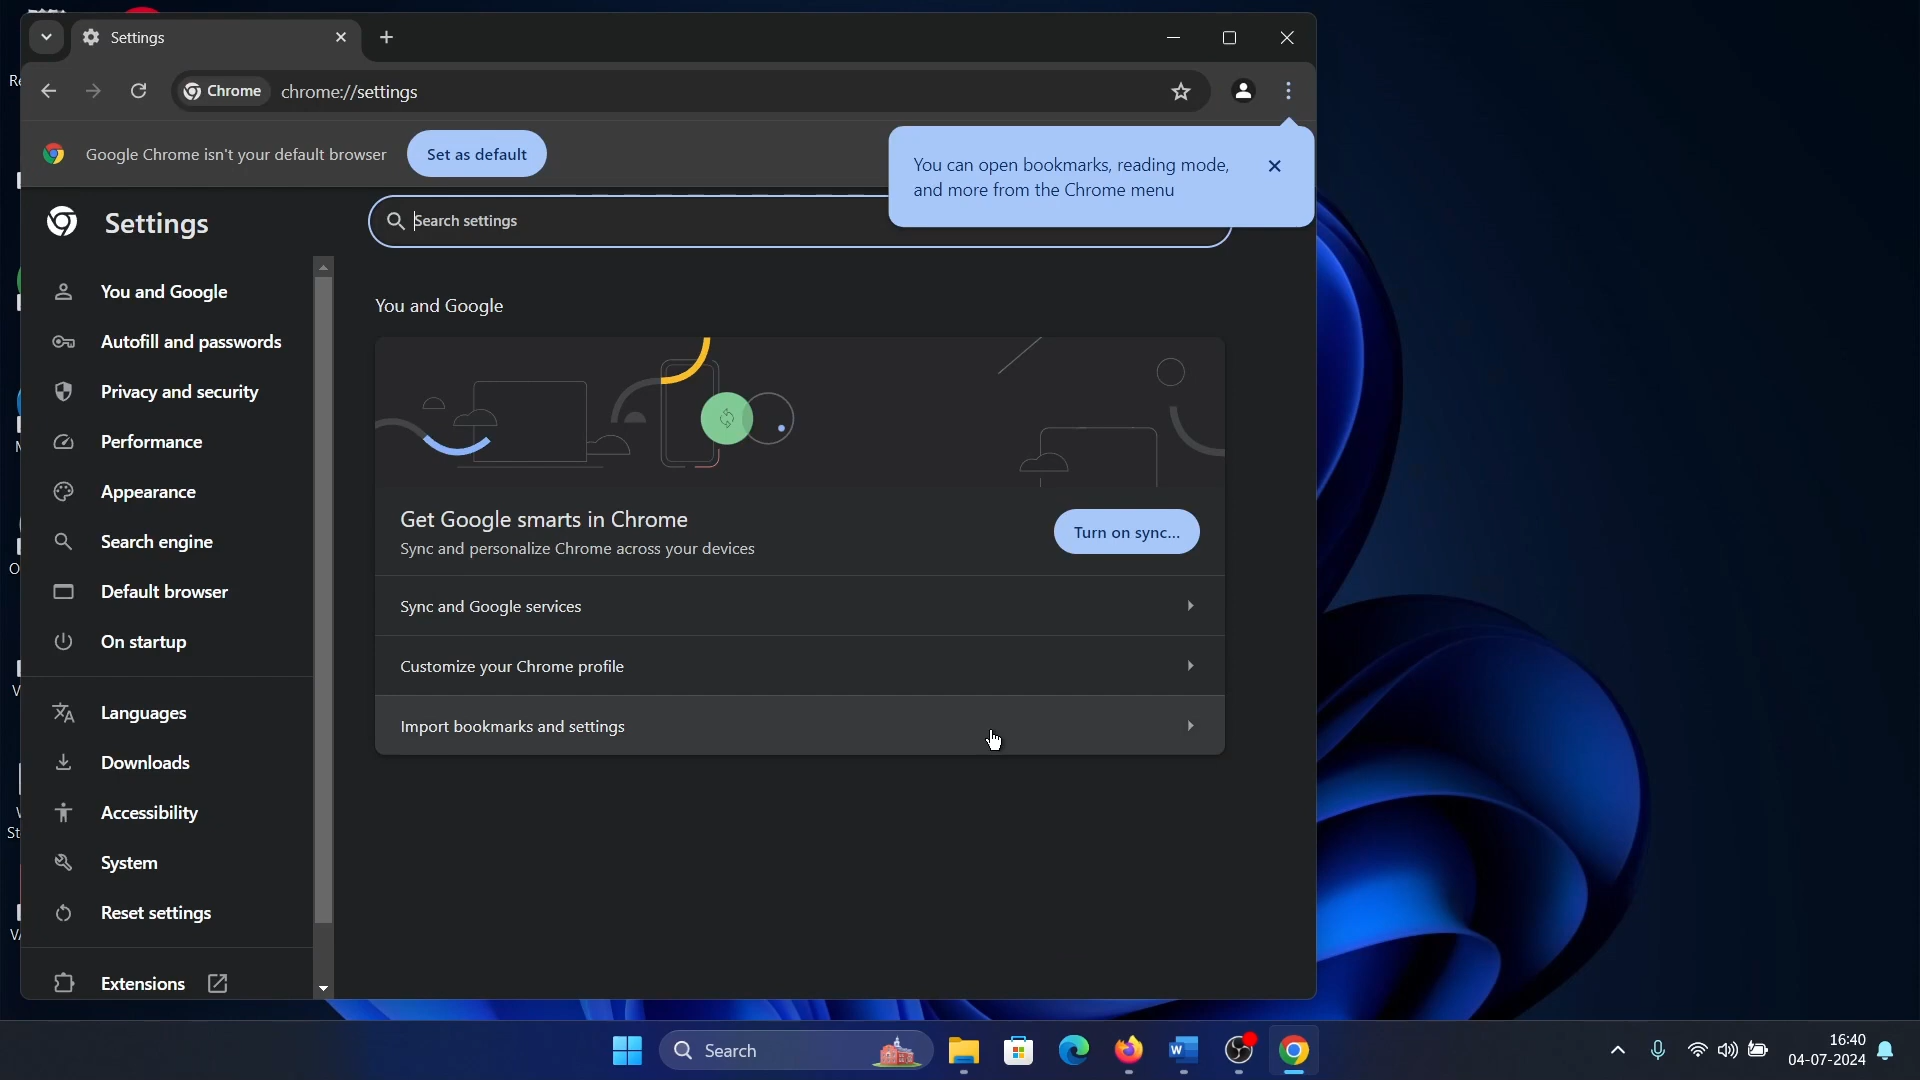 Settings
Chrome
chrome://settings
Google Chrome isn't your default browser
Set as default
You can open bookmarks, reading mode,
and more from the Chrome menu
Settings
Search settings
You and Google
Autofill and passwords
Privacy and security
Performance
Appearance
Search engine
Default browser
On startup
Languages
Downloads
Accessibility
System
Reset settings
Extensions
You and Google
Get Google smarts in Chrome
Sync and personalize Chrome across your devices
Turn on sync...
Sync and Google services
Customize your Chrome profile
Import bookmarks and settings
Search
16:40
04-07-2024